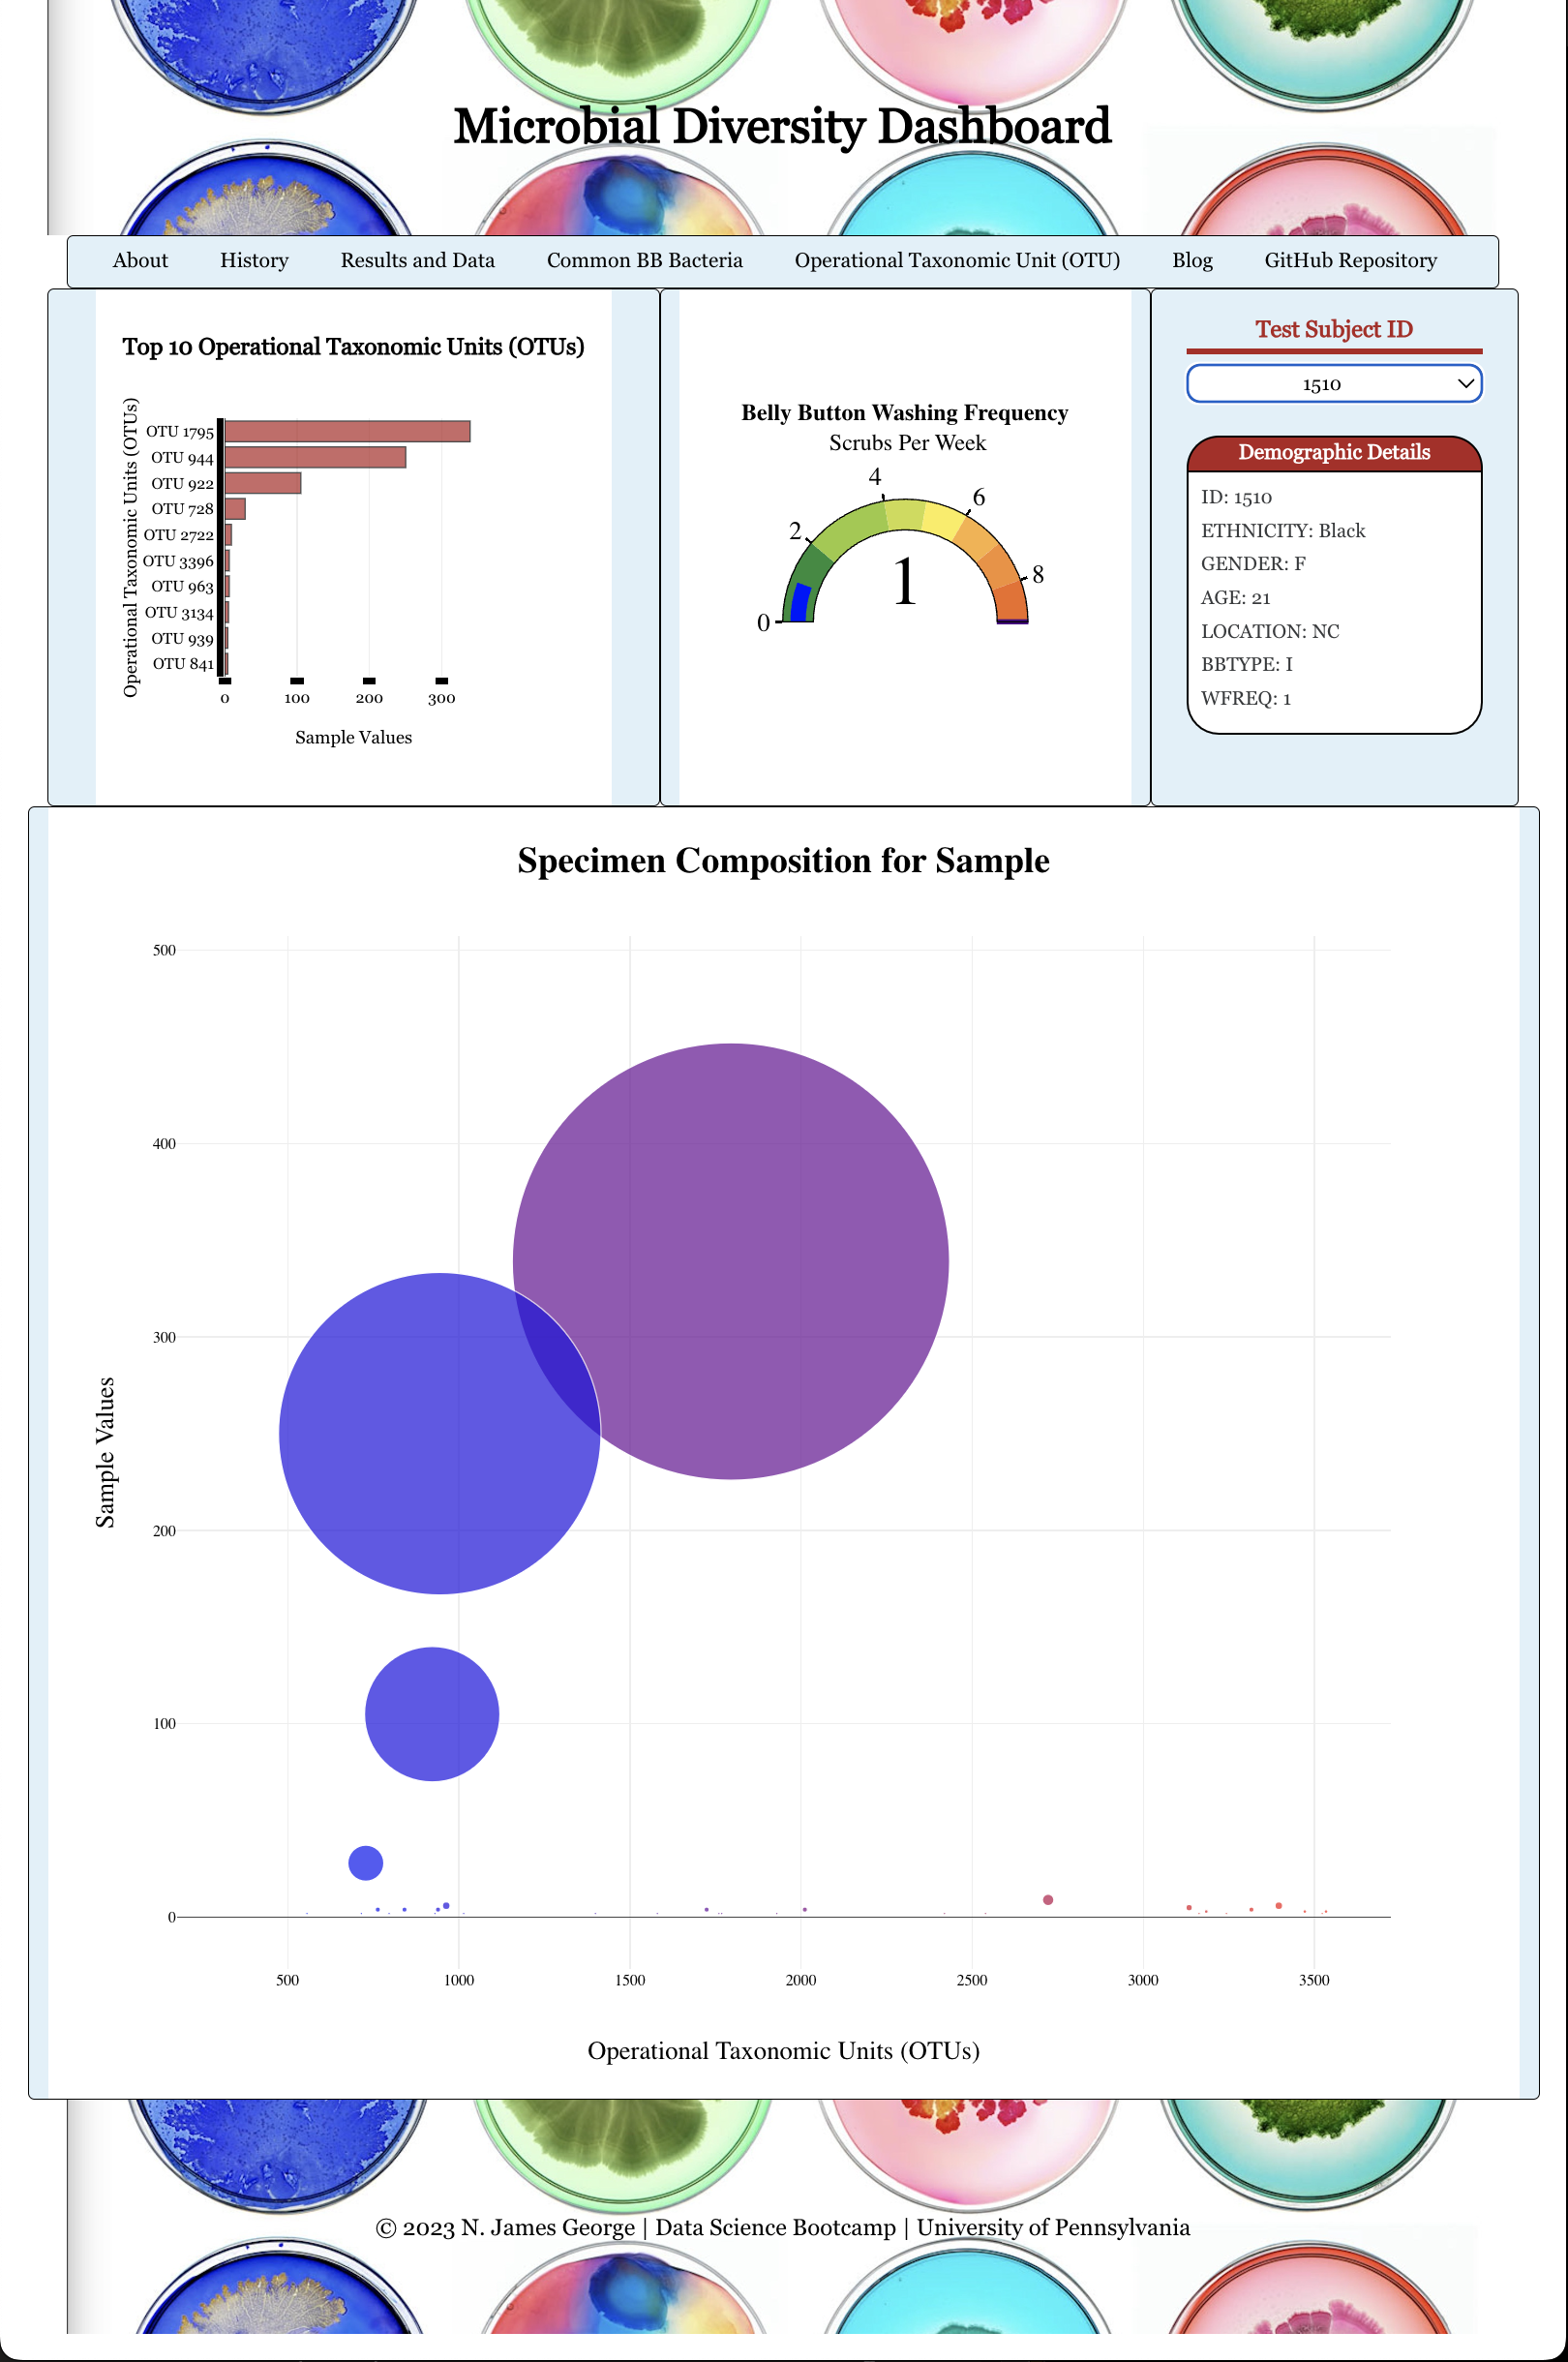 Microbial Diversity Dashboard
About History Results and Data Common BB Bacteria Operational Taxonomic Unit (OTU) Blog GitHub Repository
Top 10 Operational Taxonomic Units (OTUs)
Operational Taxonomic Units (OTUs)
OTU 1795
OTU 944
OTU 922
OTU 728
OTU 2722
OTU 3396
OTU 963
OTU 3134
OTU 939
OTU 841
0 100 200 300
Sample Values
Belly Button Washing Frequency
Scrubs Per Week
0
2
4
6
8
1
Test Subject ID
1510
Demographic Details
ID: 1510
ETHNICITY: Black
GENDER: F
AGE: 21
LOCATION: NC
BBTYPE: I
WFREQ: 1
Specimen Composition for Sample
Sample Values
500
400
300
200
100
0
500 1000 1500 2000 2500 3000 3500
Operational Taxonomic Units (OTUs)
© 2023 N. James George | Data Science Bootcamp | University of Pennsylvania